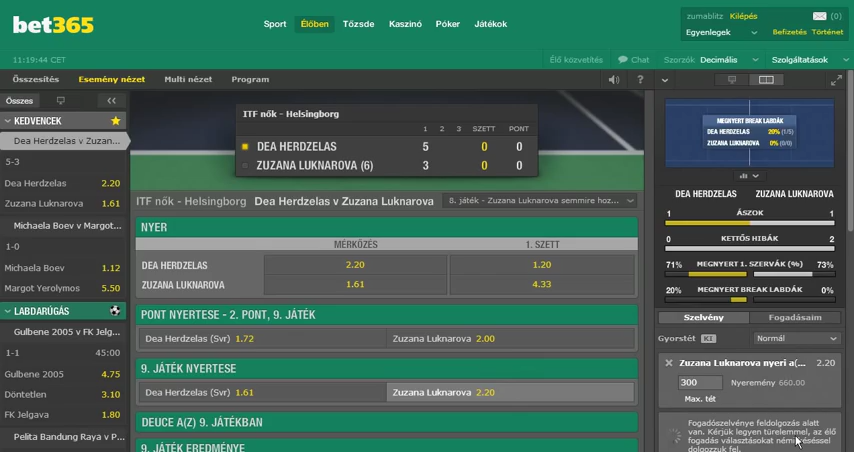 bet365
Sport Élőben Tőzsde Kaszinó Póker Játékok
zumablitz Kilépés (0)
Egyenlegek Befizetés Történet
11:19:44 CET
Élő közvetítés Chat Szorzók Decimális Szolgáltatások
Összesítés Esemény nézet Multi nézet Program
?
Összes
KEDVENCEK
Dea Herdzelas v Zuzan...
5-3
Dea Herdzelas 2.20
Zuzana Luknarova 1.61
Michaela Boev v Margot...
1-0
Michaela Boev 1.12
Margot Yerolymos 5.50
LABDARÚGÁS
Gulbene 2005 v FK Jelg...
1-1 45:00
Gulbene 2005 4.75
Döntetlen 3.10
FK Jelgava 1.80
Pelita Bandung Raya v P...
ITF nők - Helsingborg
1 2 3 SZETT PONT
DEA HERDZELAS 5 0 0
ZUZANA LUKNAROVA (6) 3 0 0
ITF nők - Helsingborg Dea Herdzelas v Zuzana Luknarova
8. játék - Zuzana Luknarova semmire hoz...
NYER
MÉRKŐZÉS 1. SZETT
DEA HERDZELAS 2.20 1.20
ZUZANA LUKNAROVA 1.61 4.33
PONT NYERTESE - 2. PONT, 9. JÁTÉK
Dea Herdzelas (Svr) 1.72 Zuzana Luknarova 2.00
9. JÁTÉK NYERTESE
Dea Herdzelas (Svr) 1.61 Zuzana Luknarova 2.20
DEUCE A(Z) 9. JÁTÉKBAN
9. JÁTÉK EREDMÉNYE
MEGNYERT BREAK LABDÁK
DEA HERDZELAS 20% (1/5)
ZUZANA LUKNAROVA 0% (0/0)
DEA HERDZELAS ZUZANA LUKNAROVA
1 ÁSZOK 1
0 KETTŐS HIBÁK 2
71% MEGNYERT 1. SZERVÁK (%) 73%
20% MEGNYERT BREAK LABDÁK 0%
Szelvény Fogadásaim
Gyorstét KI Normál
Zuzana Luknarova nyeri a(... 2.20
300 Nyeremény 660.00
Max. tét
Fogadószelvénye feldolgozás alatt
van. Kérjük legyen türelemmel, az élő
fogadás választásokat késéssel
dolgozzuk fel.